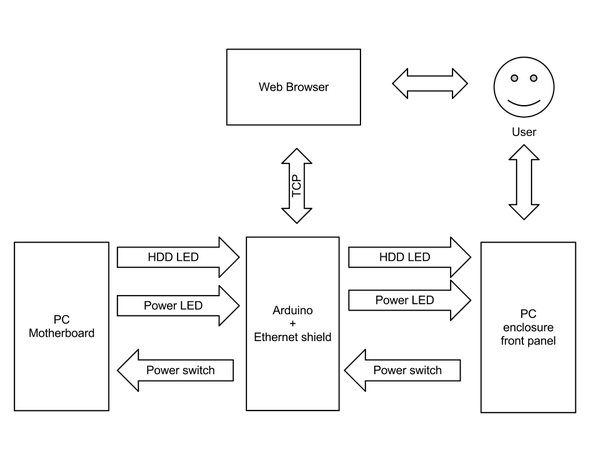 Web Browser
User
TCP
HDD LED
HDD LED
Power LED
Power LED
PC
Motherboard
Arduino
+
Ethernet shield
PC
enclosure
front panel
Power switch
Power switch